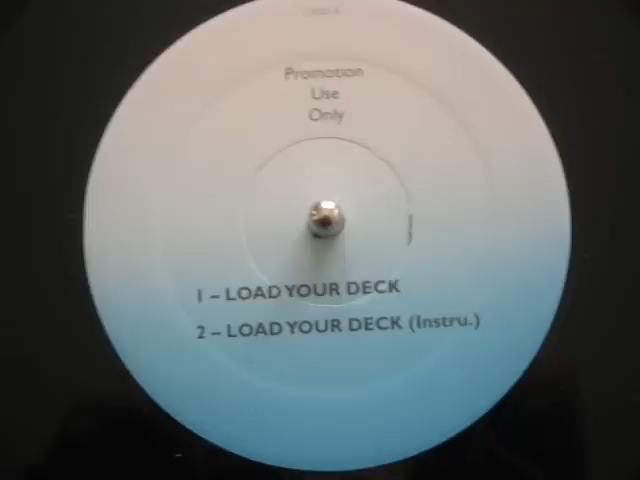 Promotion
Use
Only
1 – LOAD YOUR DECK
2 – LOAD YOUR DECK (Instru.)